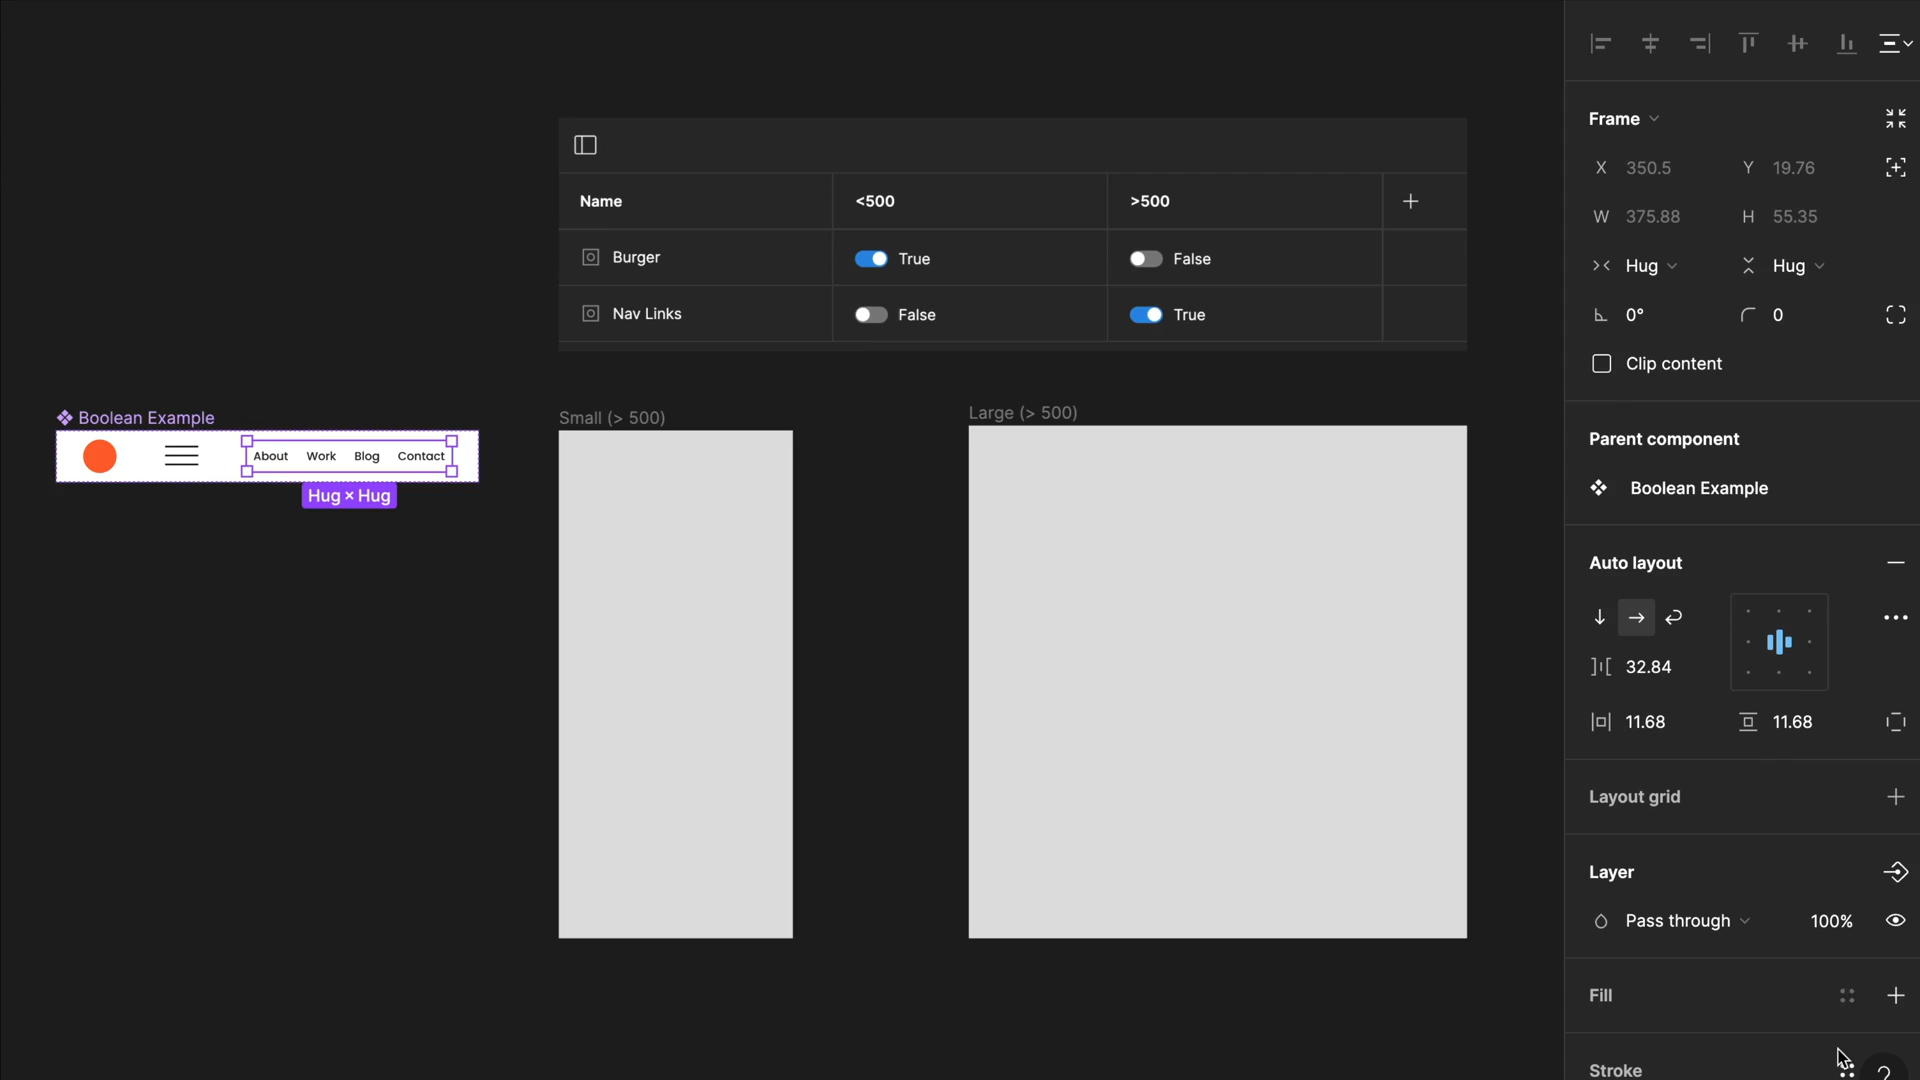 Name <500 >500
Burger True False
Nav Links False True
Boolean Example
About Work Blog Contact
Hug × Hug
Small (> 500)
Large (> 500)
Frame
X 350.5 Y 19.76
W 375.88 H 55.35
Hug Hug
0° 0
Clip content
Parent component
Boolean Example
Auto layout
32.84
11.68 11.68
Layout grid
Layer
Pass through 100%
Fill
Stroke
?